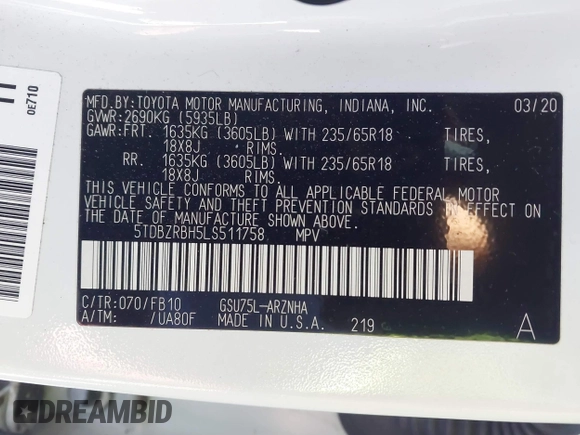 11
0E710
MFD.BY:TOYOTA MOTOR MANUFACTURING, INDIANA, INC. 03/20
GVWR:2690KG (5935LB)
GAWR:FRT. 1635KG (3605LB) WITH 235/65R18 TIRES,
18X8J RIMS.
RR. 1635KG (3605LB) WITH 235/65R18 TIRES,
18X8J RIMS.
THIS VEHICLE CONFORMS TO ALL APPLICABLE FEDERAL MOTOR
VEHICLE SAFETY AND THEFT PREVENTION STANDARDS IN EFFECT ON THE
DATE OF MANUFACTURE SHOWN ABOVE.
5TDBZRBH5LS511758 MPV
C/TR:070/FB10 GSU75L-ARZNHA
A/TM: /UA80F MADE IN U.S.A. 219 A
DREAMBID